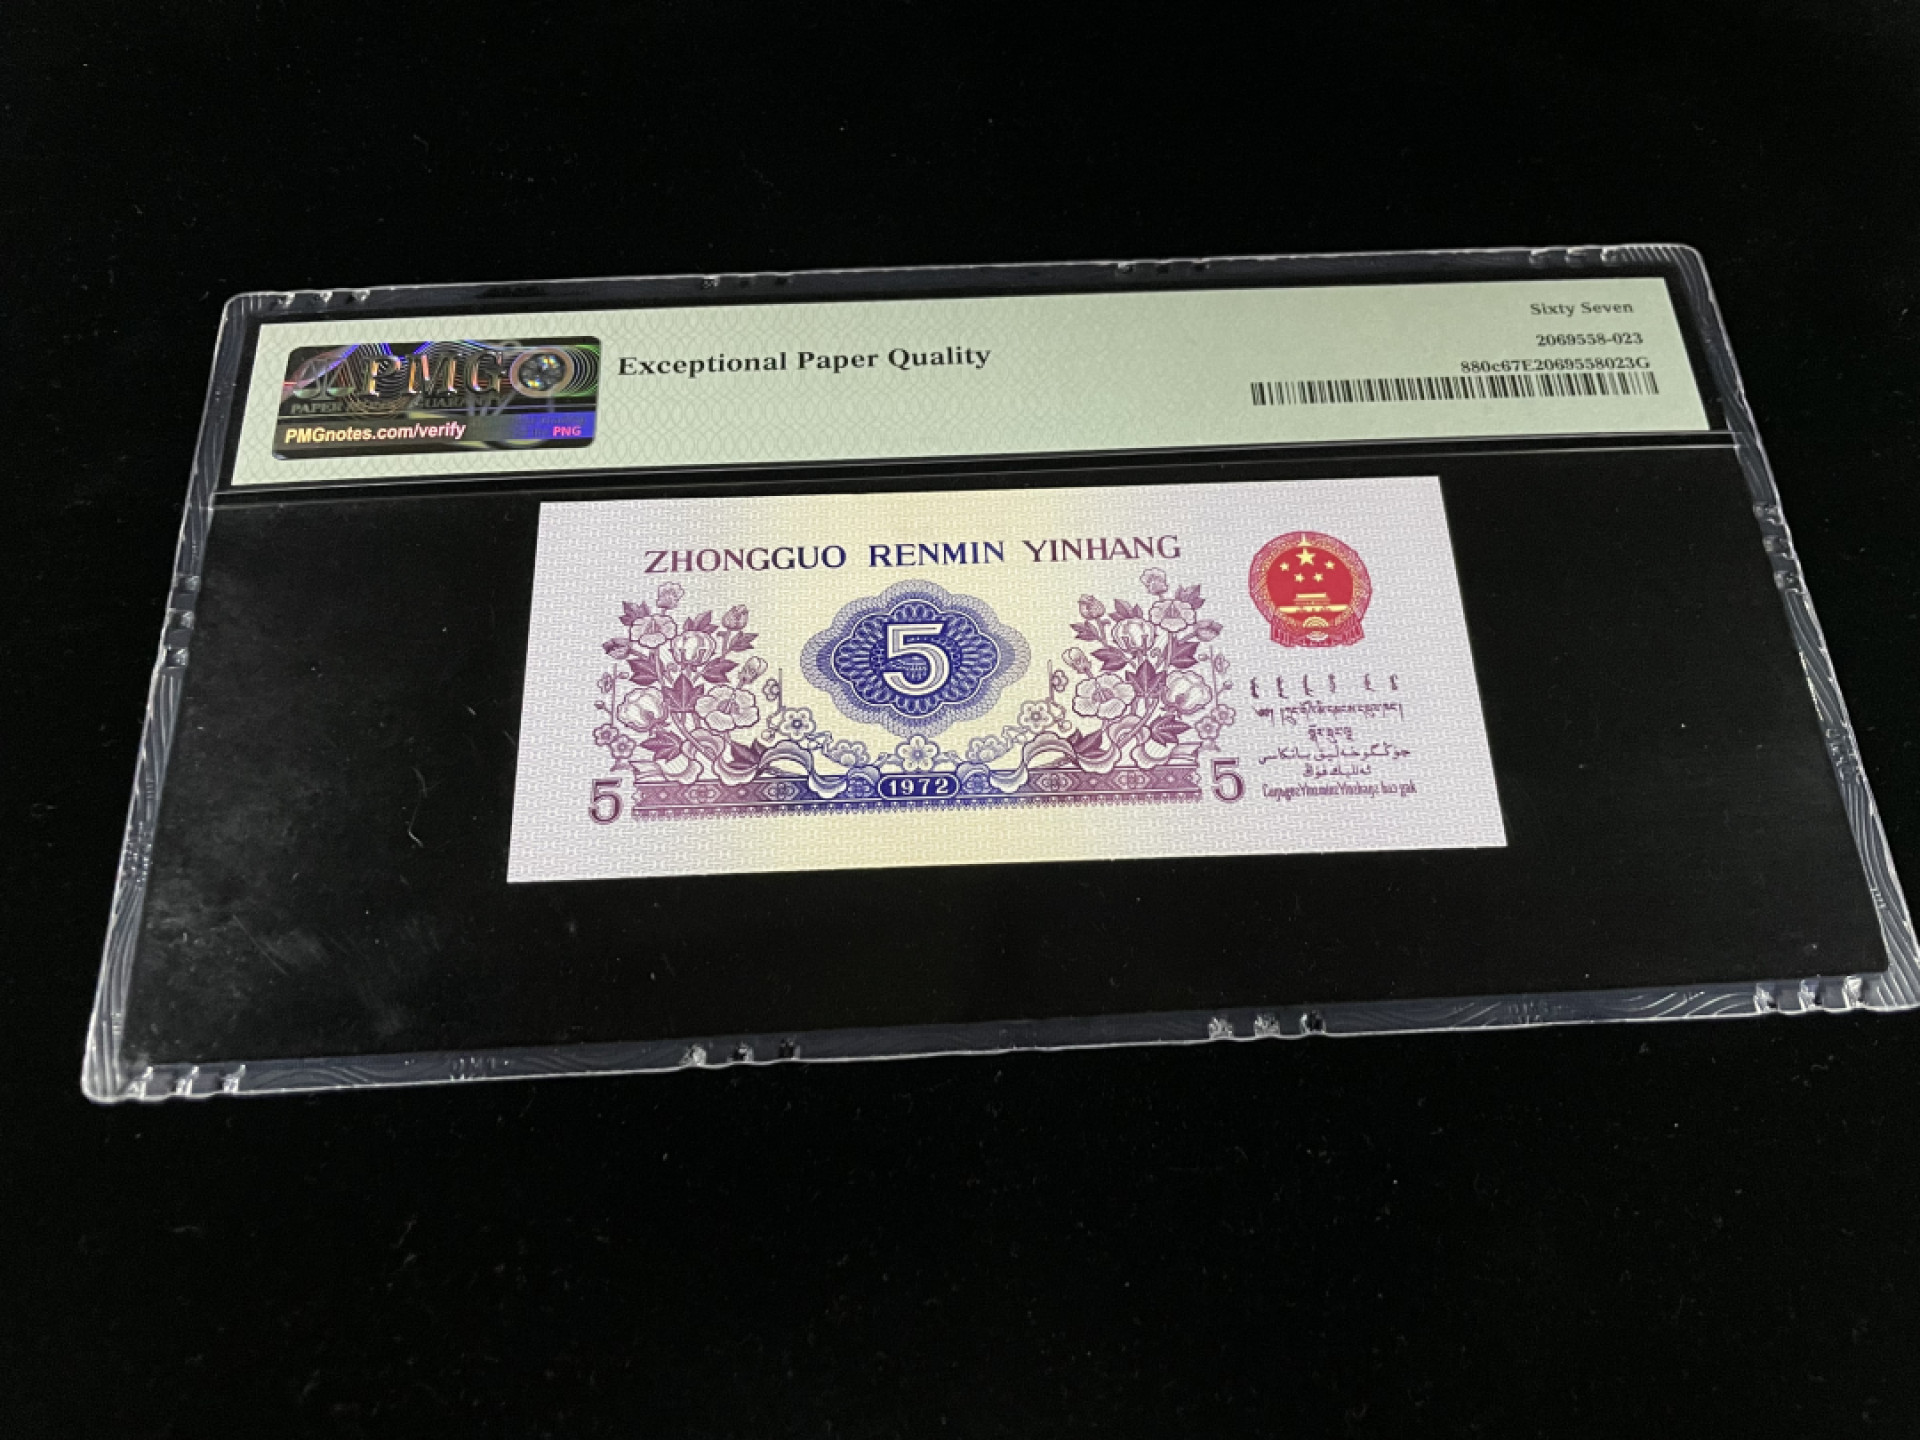 Sixty Seven
2069558-023
880c67E2069558023G
Exceptional Paper Quality
PMG
PAPER
PMGnotes.com/verify
PNG
ZHONGGUO RENMIN YINHANG
5
1972
5
5